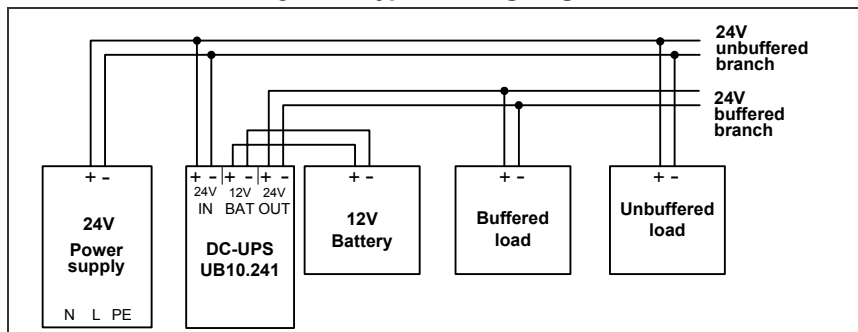 24V
unbuffered
branch
24V
buffered
branch
+ -
24V
Power
supply
N L PE
+ - + - + -
24V 12V 24V
IN BAT OUT
DC-UPS
UB10.241
+ -
12V
Battery
+ -
Buffered
load
+ -
Unbuffered
load